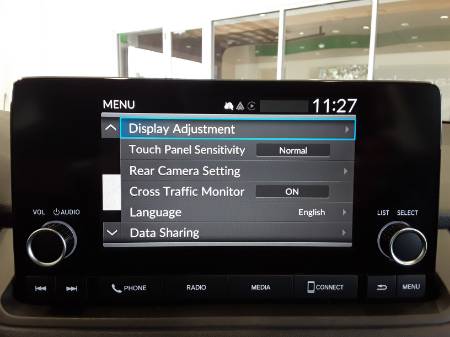 MENU 11:27
Display Adjustment
Touch Panel Sensitivity Normal
Rear Camera Setting
Cross Traffic Monitor ON
Language English
Data Sharing
VOL AUDIO LIST SELECT
PHONE RADIO MEDIA CONNECT MENU